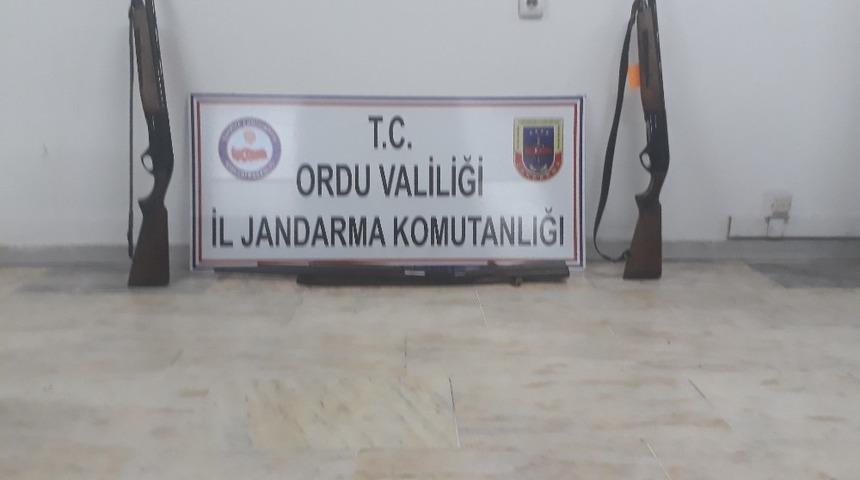 T.C.
ORDU VALİLİĞİ
İL JANDARMA KOMUTANLIĞI